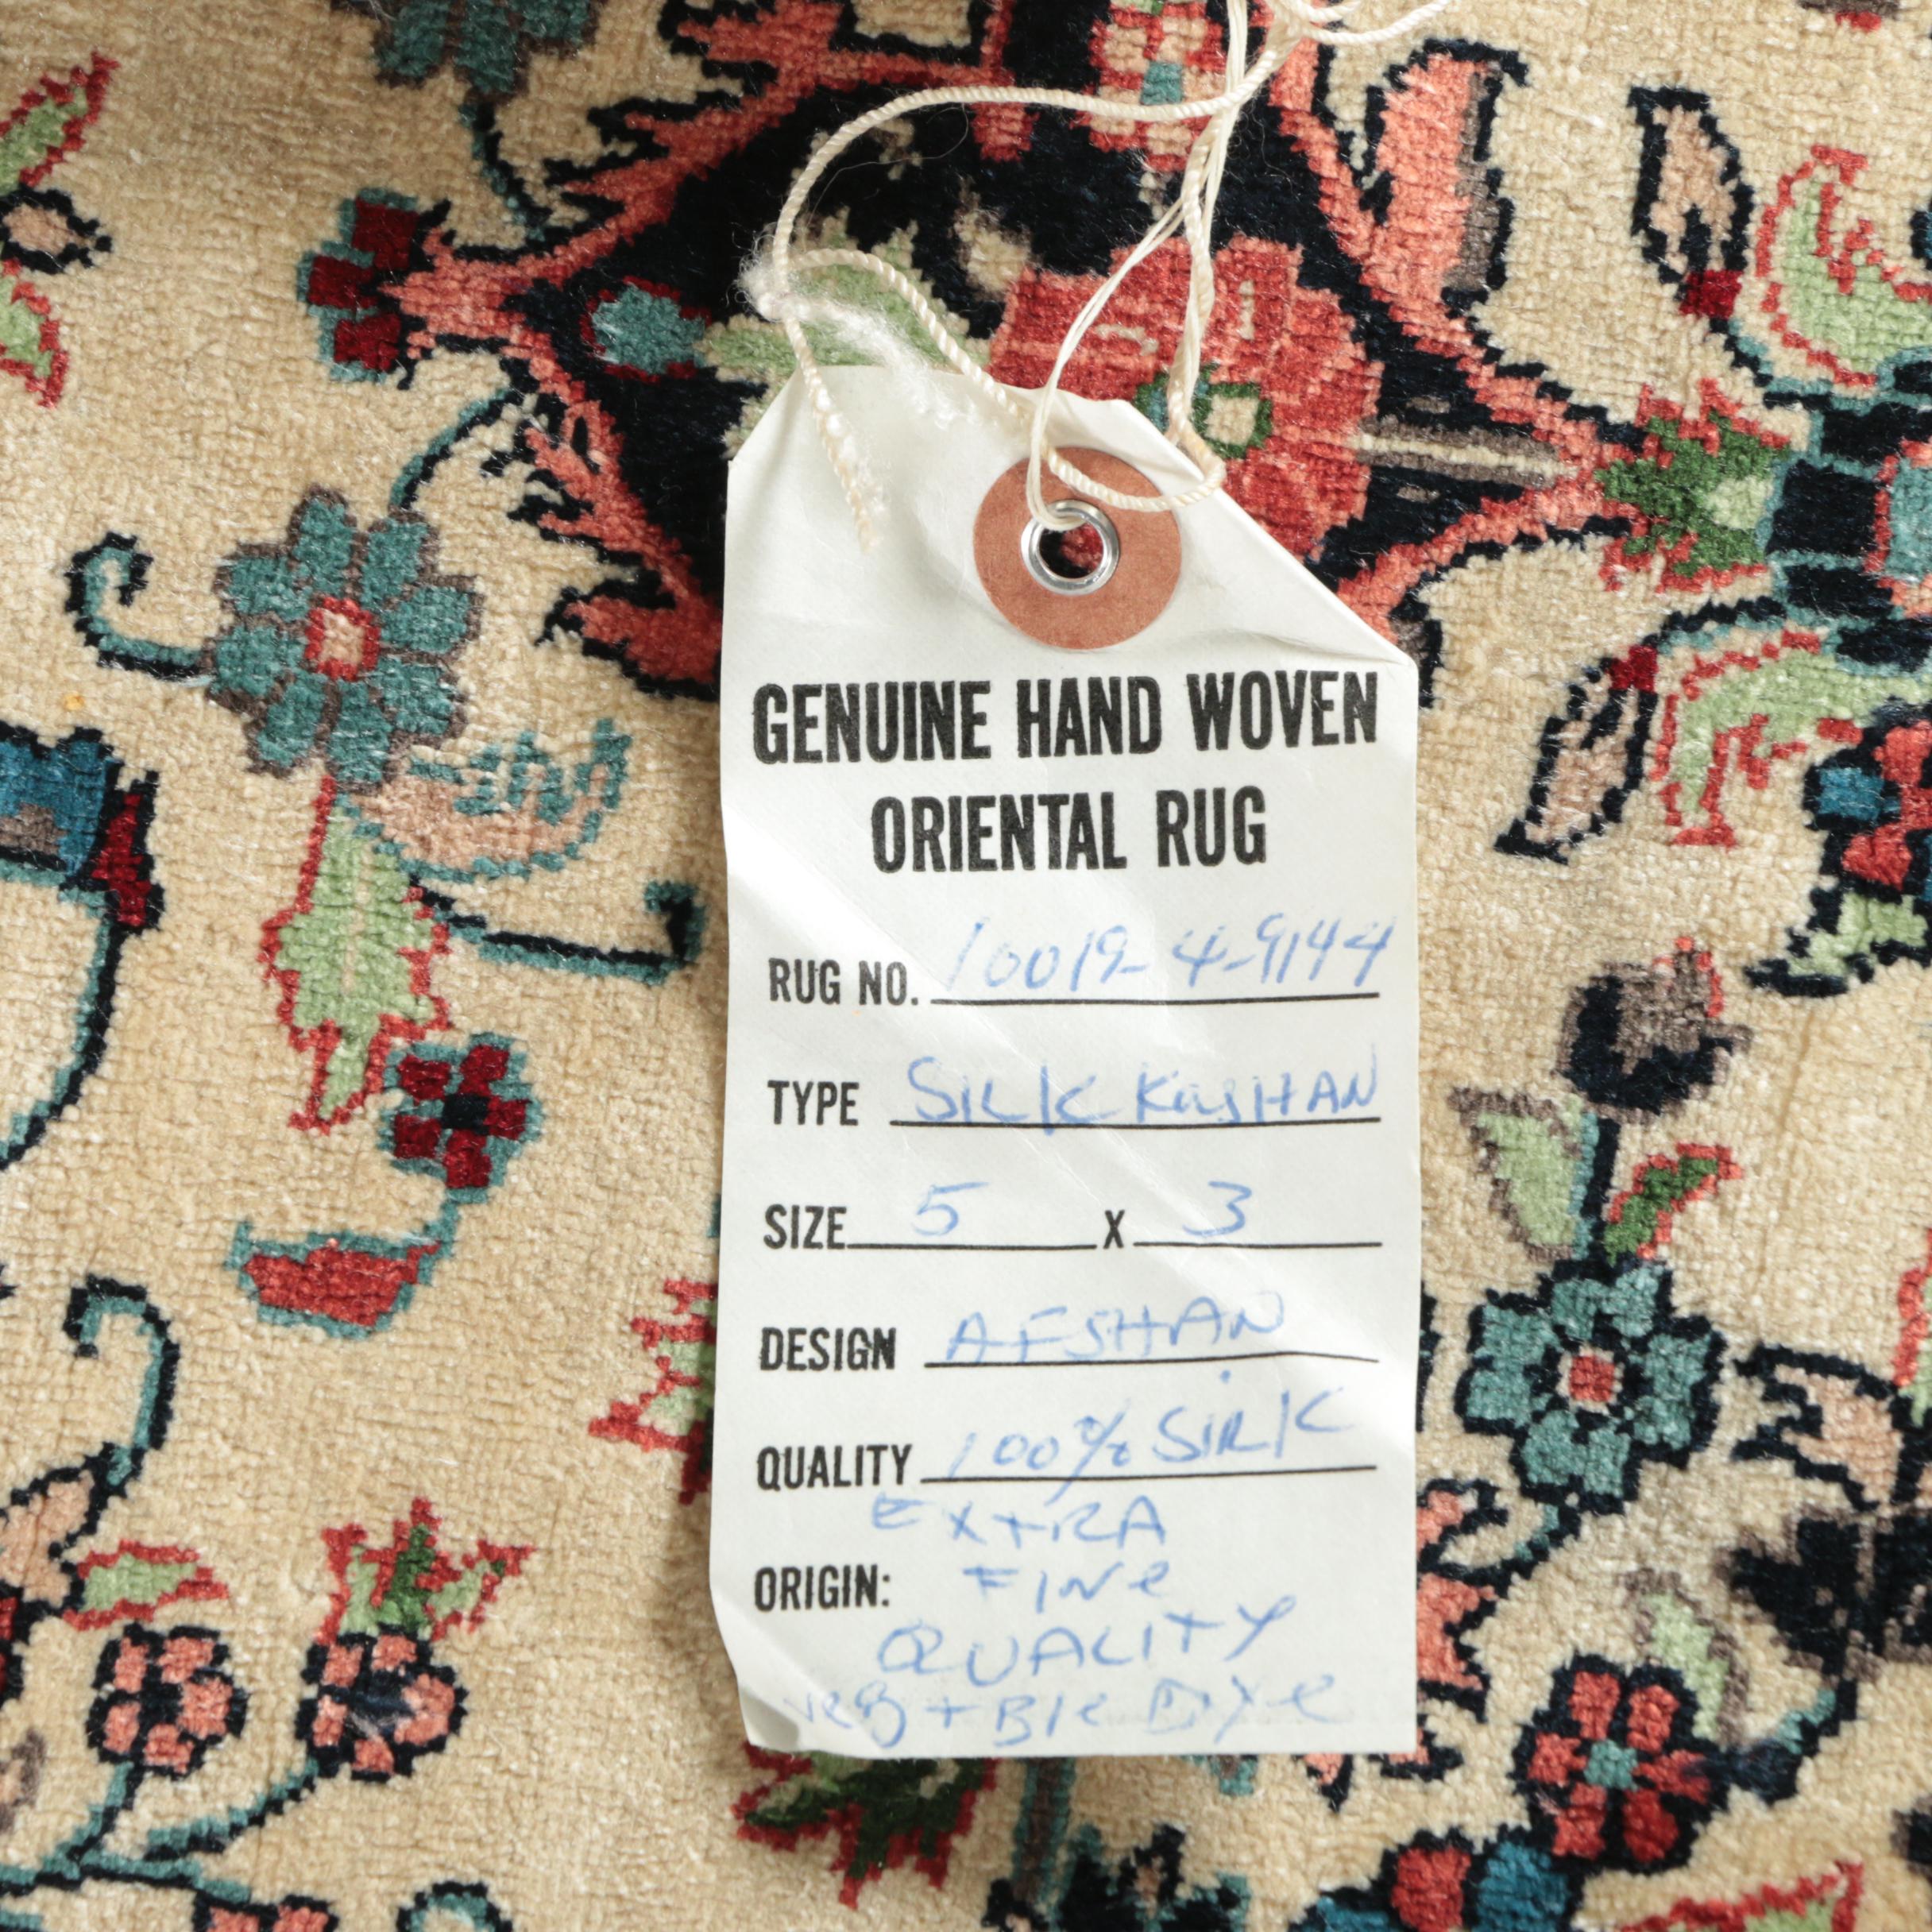 GENUINE HAND WOVEN
ORIENTAL RUG
RUG NO. 10019-4-9144
TYPE SILK KASHAN
SIZE 5 X 3
DESIGN AFSHAN
QUALITY 100% SILK
EXTRA
ORIGIN: FINe
QUALITY
DYe